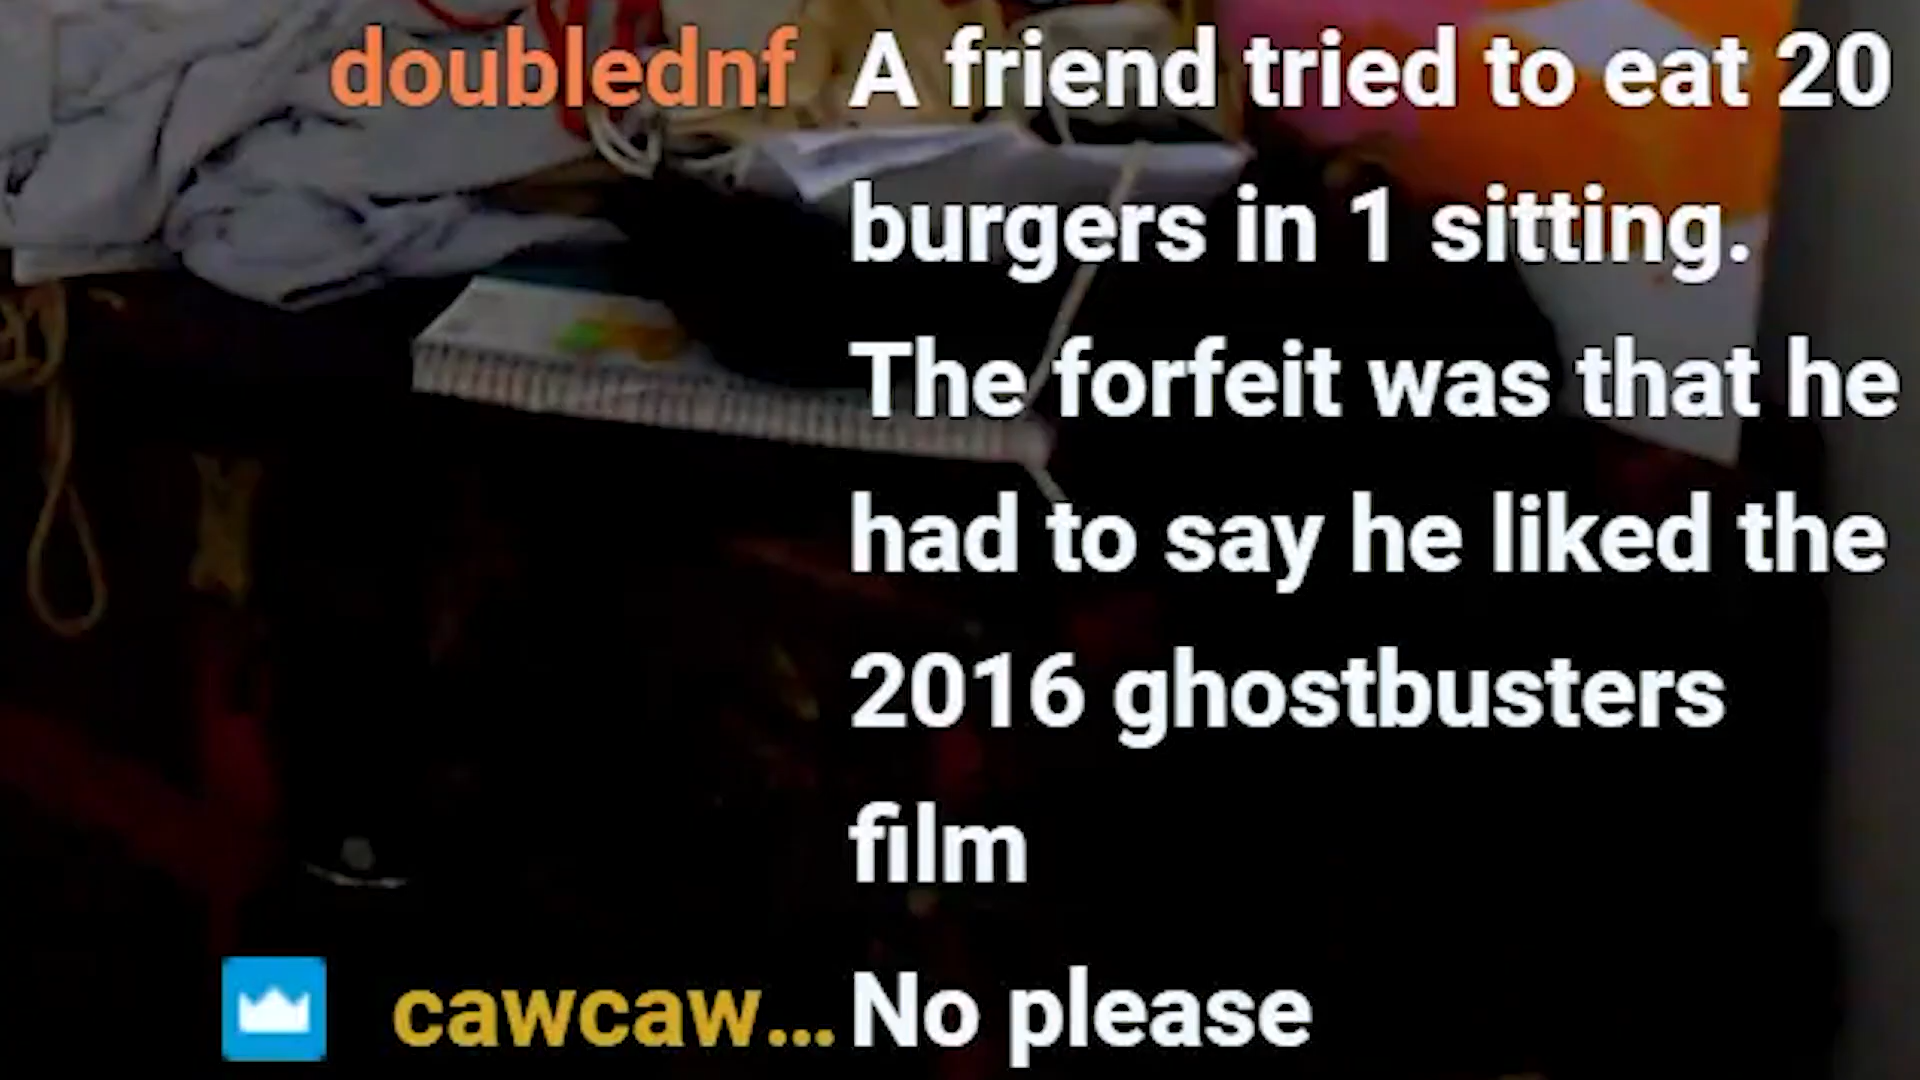 doublednf A friend tried to eat 20
burgers in 1 sitting.
The forfeit was that he
had to say he liked the
2016 ghostbusters
film
cawcaw... No please